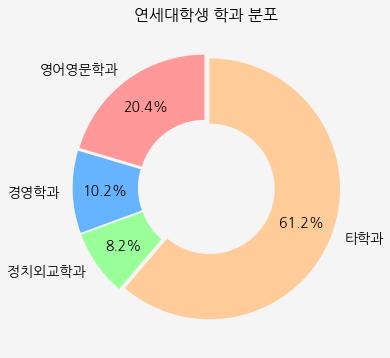 연세대학생 학과 분포
영어영문학과
20.4%
경영학과
10.2%
61.2%
타학과
8.2%
정치외교학과